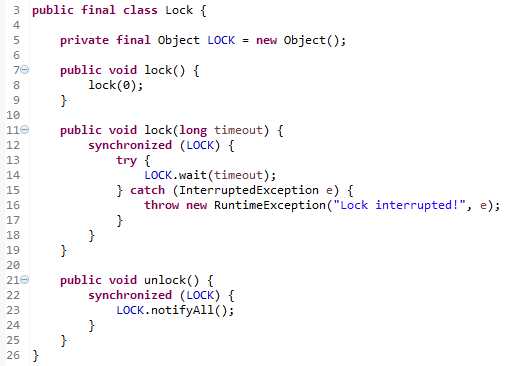 3 public final class Lock {
4
5     private final Object LOCK = new Object();
6
7     public void lock() {
8         lock(0);
9     }
10
11     public void lock(long timeout) {
12         synchronized (LOCK) {
13             try {
14                 LOCK.wait(timeout);
15             } catch (InterruptedException e) {
16                 throw new RuntimeException("Lock interrupted!", e);
17             }
18         }
19     }
20
21     public void unlock() {
22         synchronized (LOCK) {
23             LOCK.notifyAll();
24         }
25     }
26 }